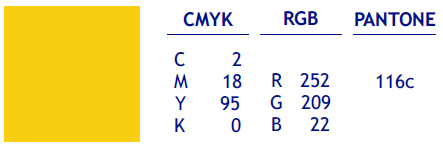 CMYK RGB PANTONE
C 2
M 18 R 252 116c
Y 95 G 209
K 0 B 22